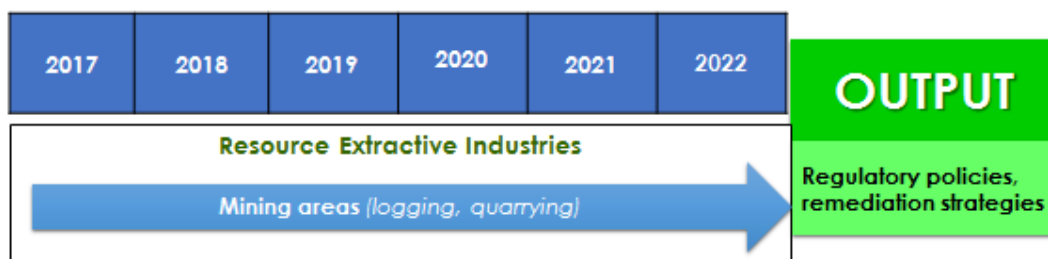 2017 2018 2019 2020 2021 2022
OUTPUT
Resource Extractive Industries
Mining areas (logging, quarrying)
Regulatory policies,
remediation strategies